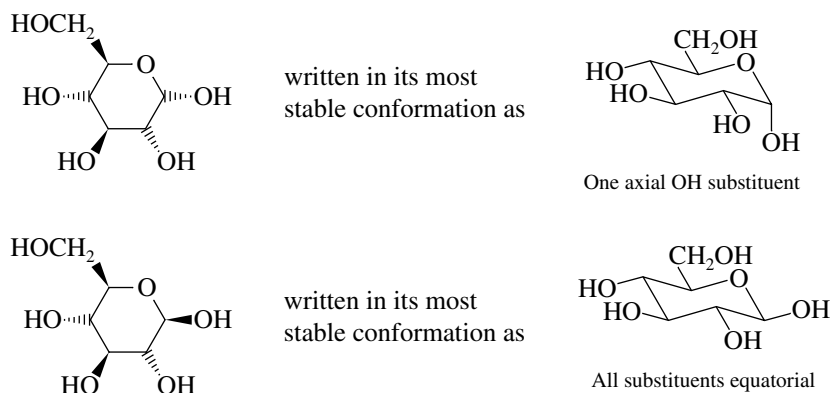 HOCH2
O
HO
OH
HO
OH
written in its most
stable conformation as
CH2OH
HO
O
HO
HO
OH
One axial OH substituent
HOCH2
O
HO
OH
HO
OH
written in its most
stable conformation as
CH2OH
HO
O
HO
OH
OH
All substituents equatorial